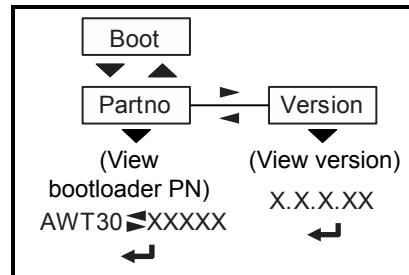 Boot
Partno
Version
(View
bootloader PN)
AWT30 XXXXX
(View version)
X.X.X.XX